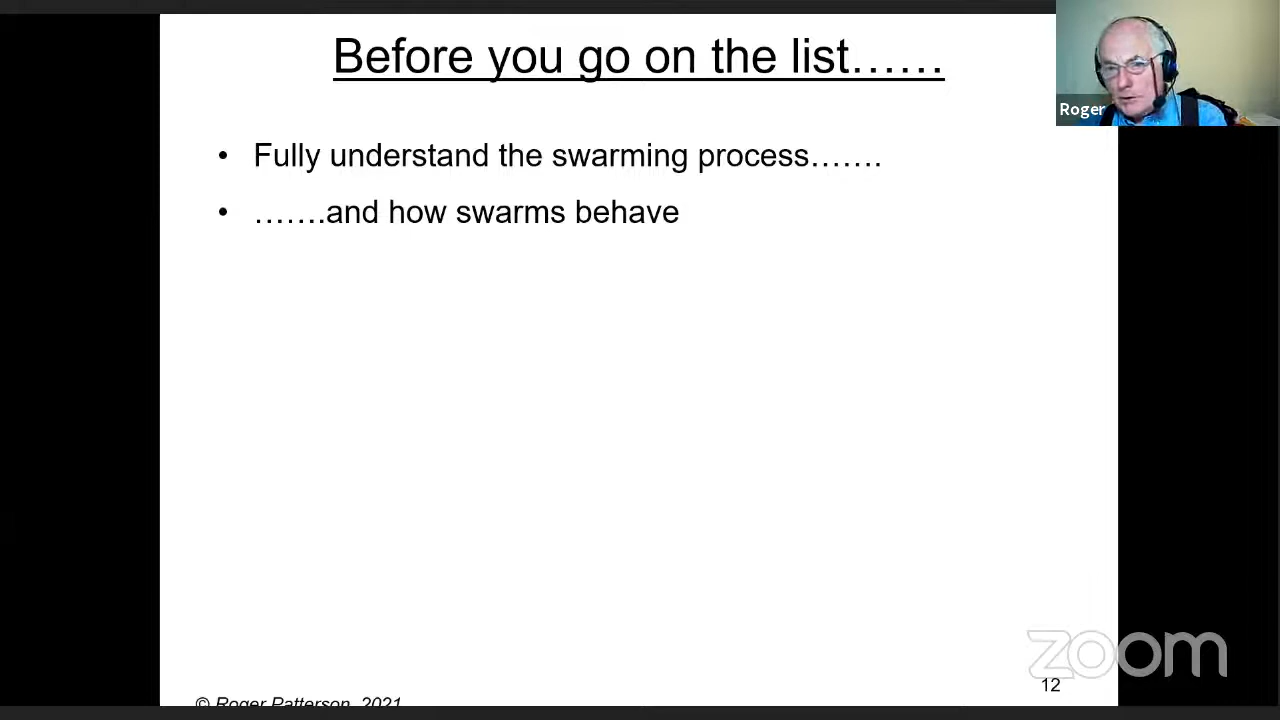 Before you go on the list……
Roger
• Fully understand the swarming process…….
• …….and how swarms behave
zoom
12
© Roger Patterson, 2021